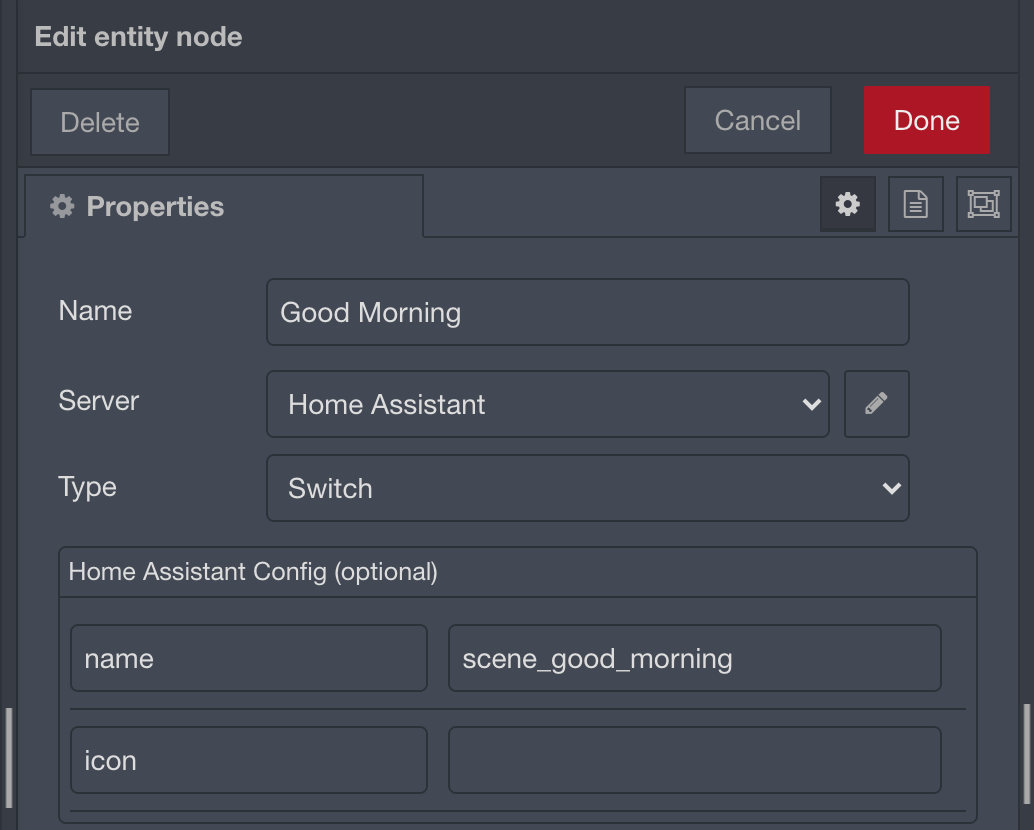 Edit entity node
Delete
Cancel
Done
Properties
Name
Good Morning
Server
Home Assistant
Type
Switch
Home Assistant Config (optional)
name
scene_good_morning
icon